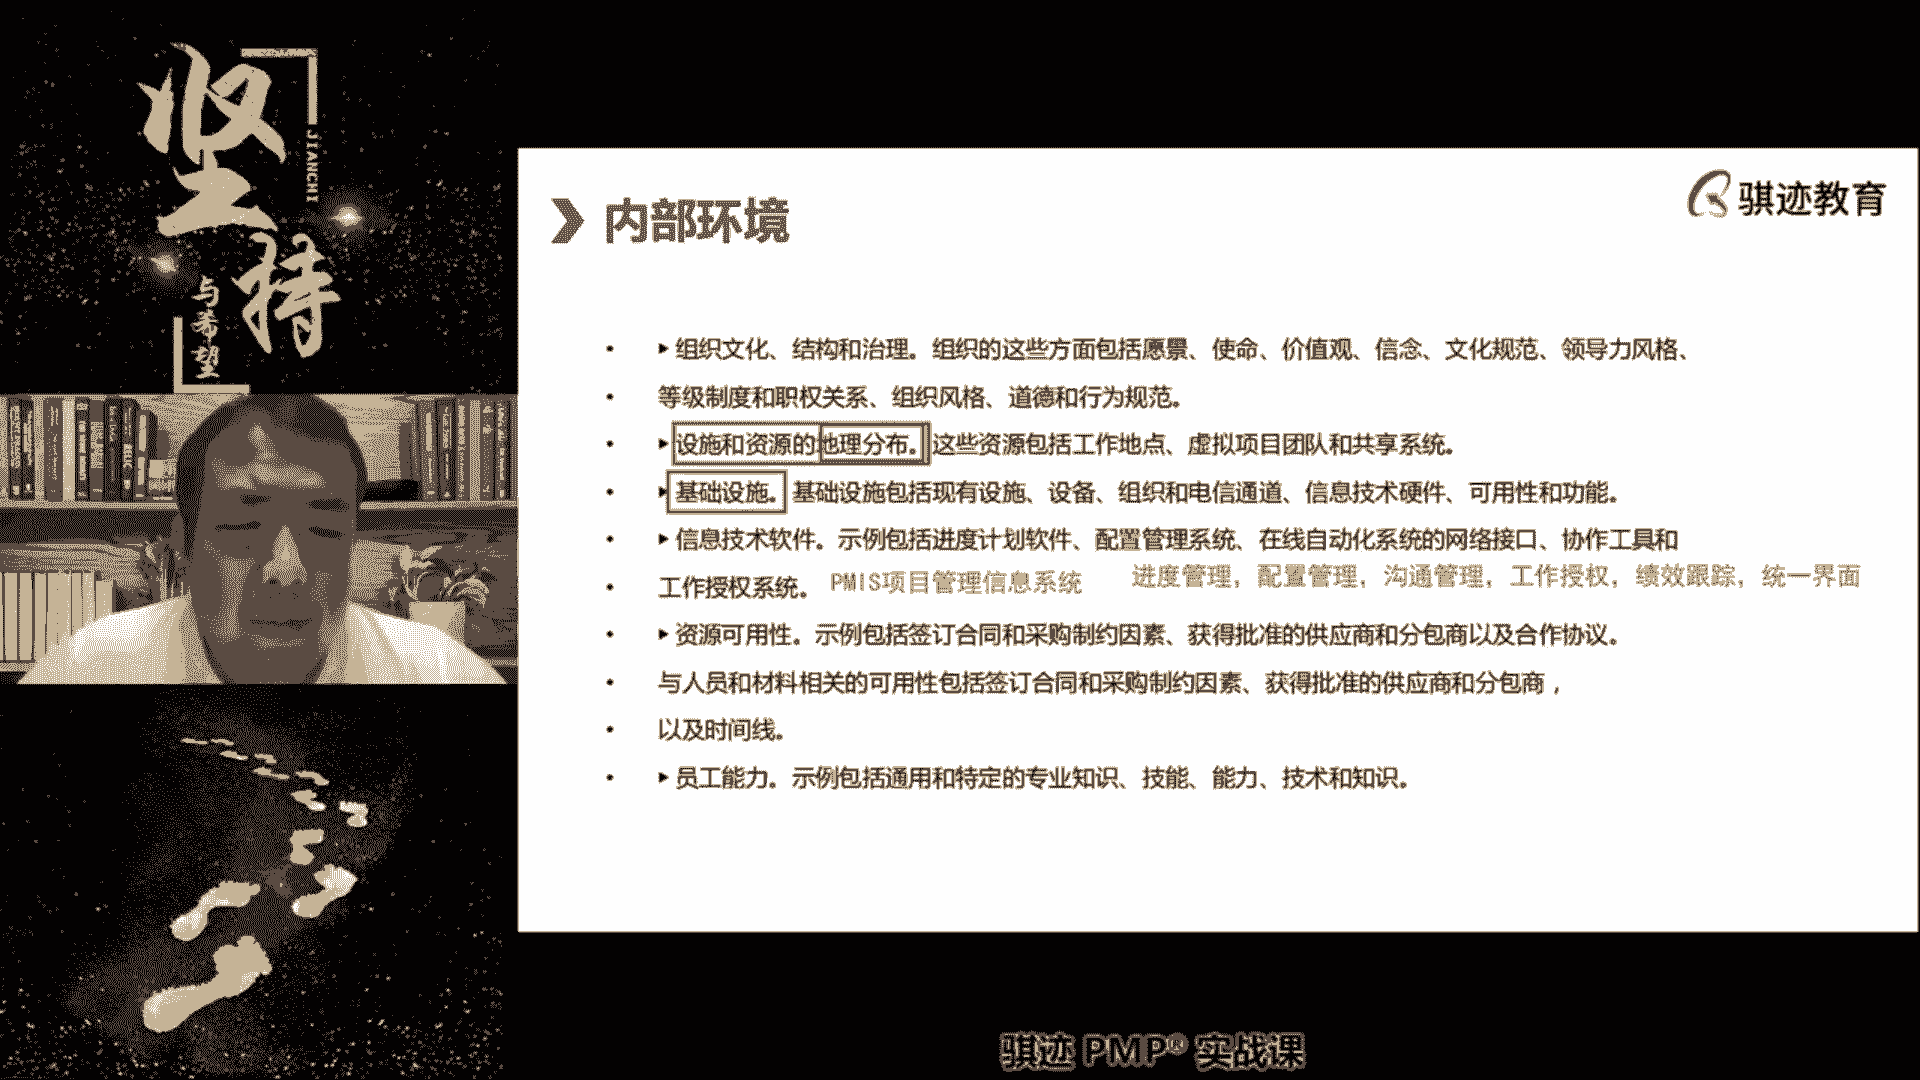 坚持
JIANCHI
与希望
骐迹教育
内部环境
• ▶组织文化、结构和治理。组织的这些方面包括愿景、使命、价值观、信念、文化规范、领导力风格、
• 等级制度和职权关系、组织风格、道德和行为规范。
• ▶设施和资源的地理分布。这些资源包括工作地点、虚拟项目团队和共享系统。
• ▶基础设施。基础设施包括现有设施、设备、组织和电信通道、信息技术硬件、可用性和功能。
• ▶信息技术软件。示例包括进度计划软件、配置管理系统、在线自动化系统的网络接口、协作工具和
• 工作授权系统。 PMIS项目管理信息系统 进度管理，配置管理，沟通管理，工作授权，绩效跟踪，统一界面
• ▶资源可用性。示例包括签订合同和采购制约因素、获得批准的供应商和分包商以及合作协议。
• 与人员和材料相关的可用性包括签订合同和采购制约因素、获得批准的供应商和分包商，
• 以及时间线。
• ▶员工能力。示例包括通用和特定的专业知识、技能、能力、技术和知识。
骐迹 PMP® 实战课